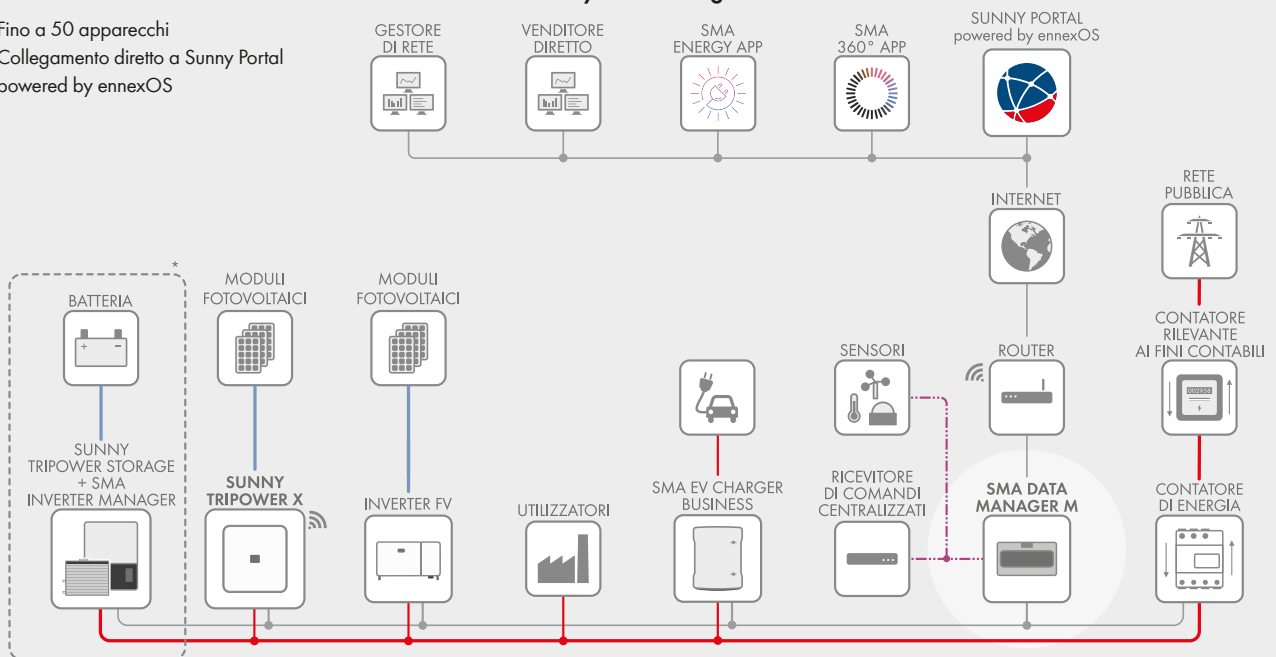 Fino a 50 apparecchi
Collegamento diretto a Sunny Portal
powered by ennexOS
GESTORE
DI RETE
VENDITORE
DIRETTO
SMA
ENERGY APP
SMA
360° APP
SUNNY PORTAL
powered by ennexOS
INTERNET
RETE
PUBBLICA
*
BATTERIA
MODULI
FOTOVOLTAICI
MODULI
FOTOVOLTAICI
SENSORI
ROUTER
CONTATORE
RILEVANTE
AI FINI CONTABILI
SUNNY
TRIPOWER STORAGE
+ SMA
INVERTER MANAGER
SUNNY
TRIPOWER X
INVERTER FV
UTILIZZATORI
SMA EV CHARGER
BUSINESS
RICEVITORE
DI COMANDI
CENTRALIZZATI
SMA DATA
MANAGER M
CONTATORE
DI ENERGIA